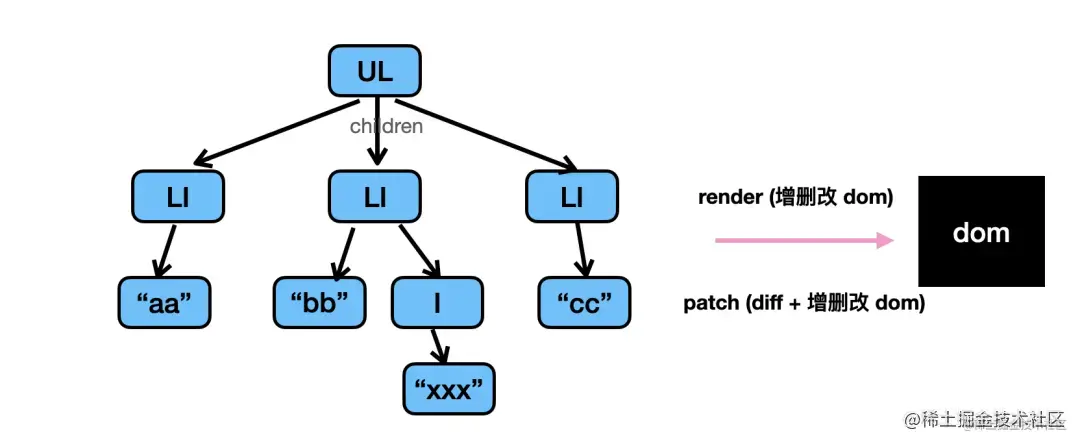 UL
children
LI
LI
LI
render (增删改 dom)
dom
“aa”
“bb”
I
“cc”
patch (diff + 增删改 dom)
“xxx”
@稀土掘金技术社区